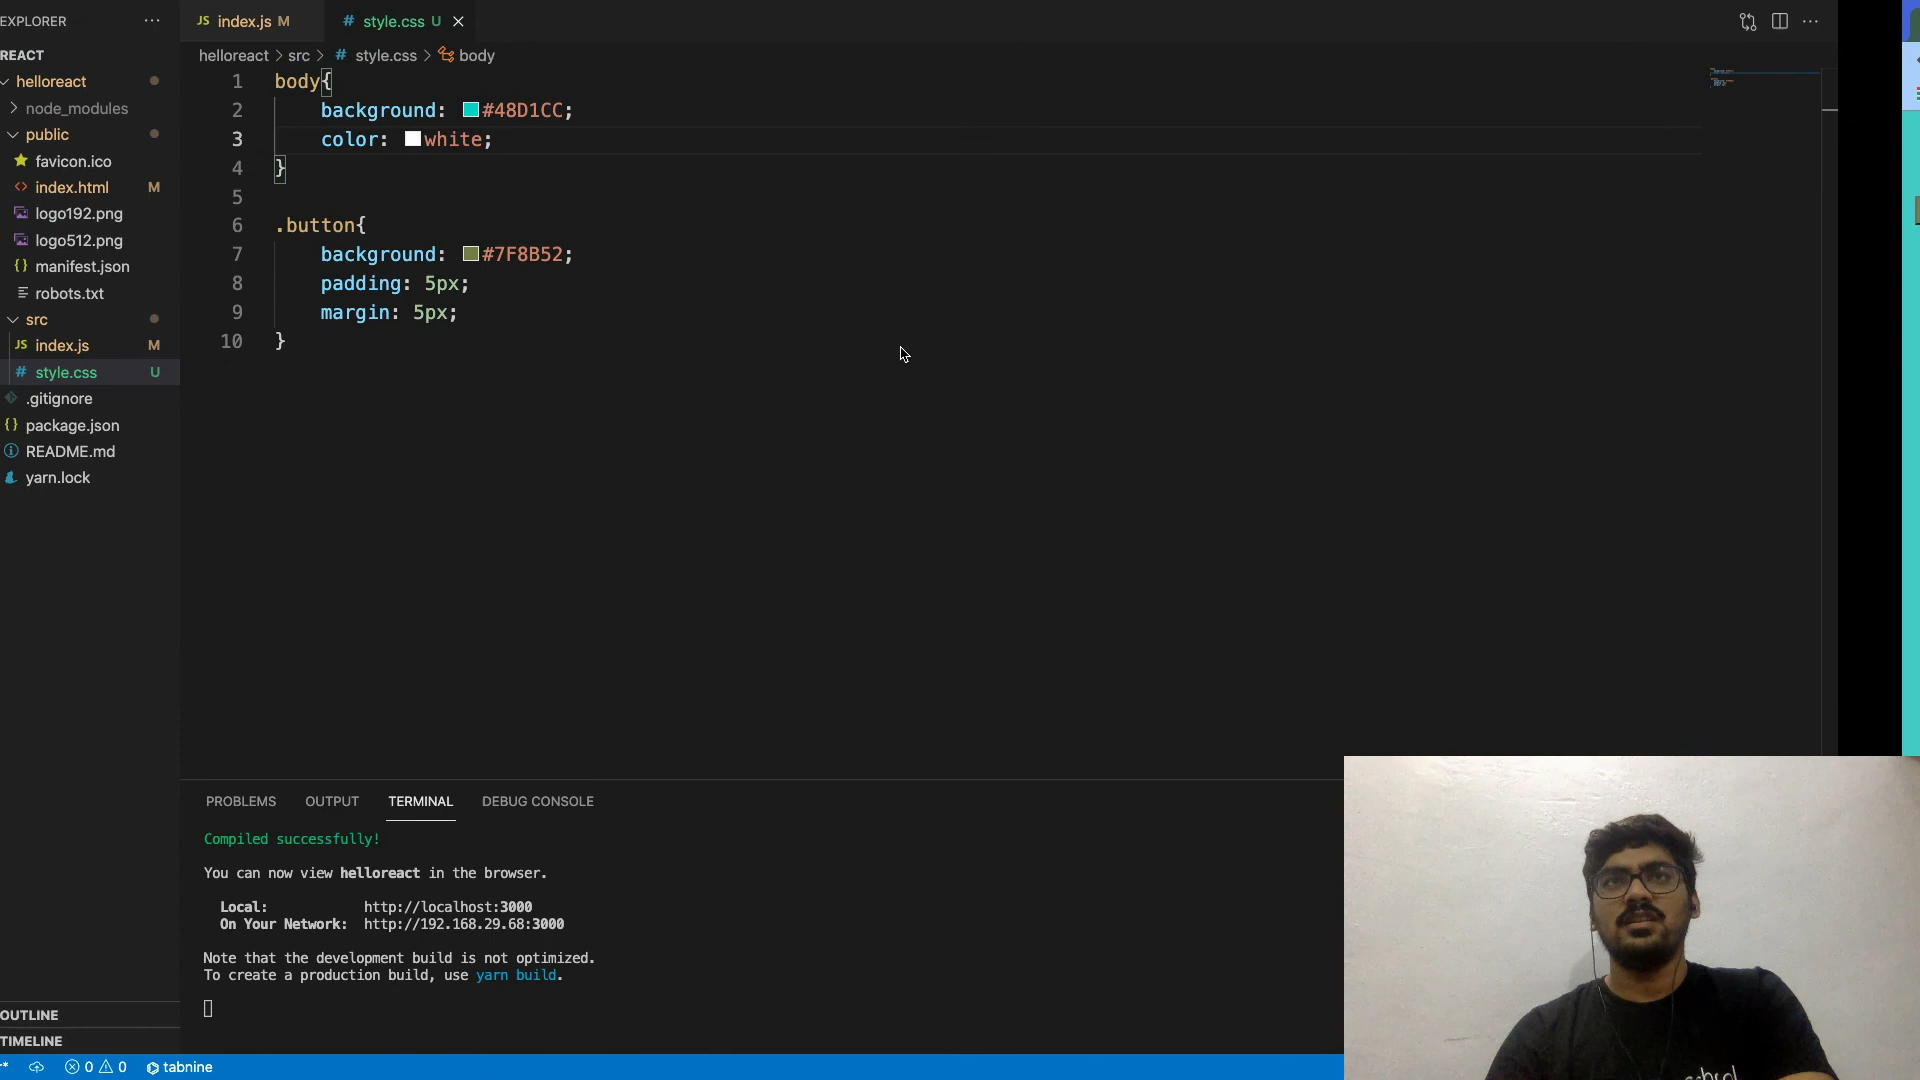 EXPLORER
REACT
helloreact
node_modules
public
favicon.ico
index.html M
logo192.png
logo512.png
manifest.json
robots.txt
src
JS index.js M
# style.css U
.gitignore
package.json
README.md
yarn.lock
OUTLINE
TIMELINE
JS index.js M
# style.css U
helloreact > src > # style.css > body
1 body{
2 background: #48D1CC;
3 color: white;
4 }
5
6 .button{
7 background: #7F8B52;
8 padding: 5px;
9 margin: 5px;
10 }
PROBLEMS OUTPUT TERMINAL DEBUG CONSOLE
Compiled successfully!
You can now view helloreact in the browser.
Local: http://localhost:3000
On Your Network: http://192.168.29.68:3000
Note that the development build is not optimized.
To create a production build, use yarn build.
0 0 tabnine